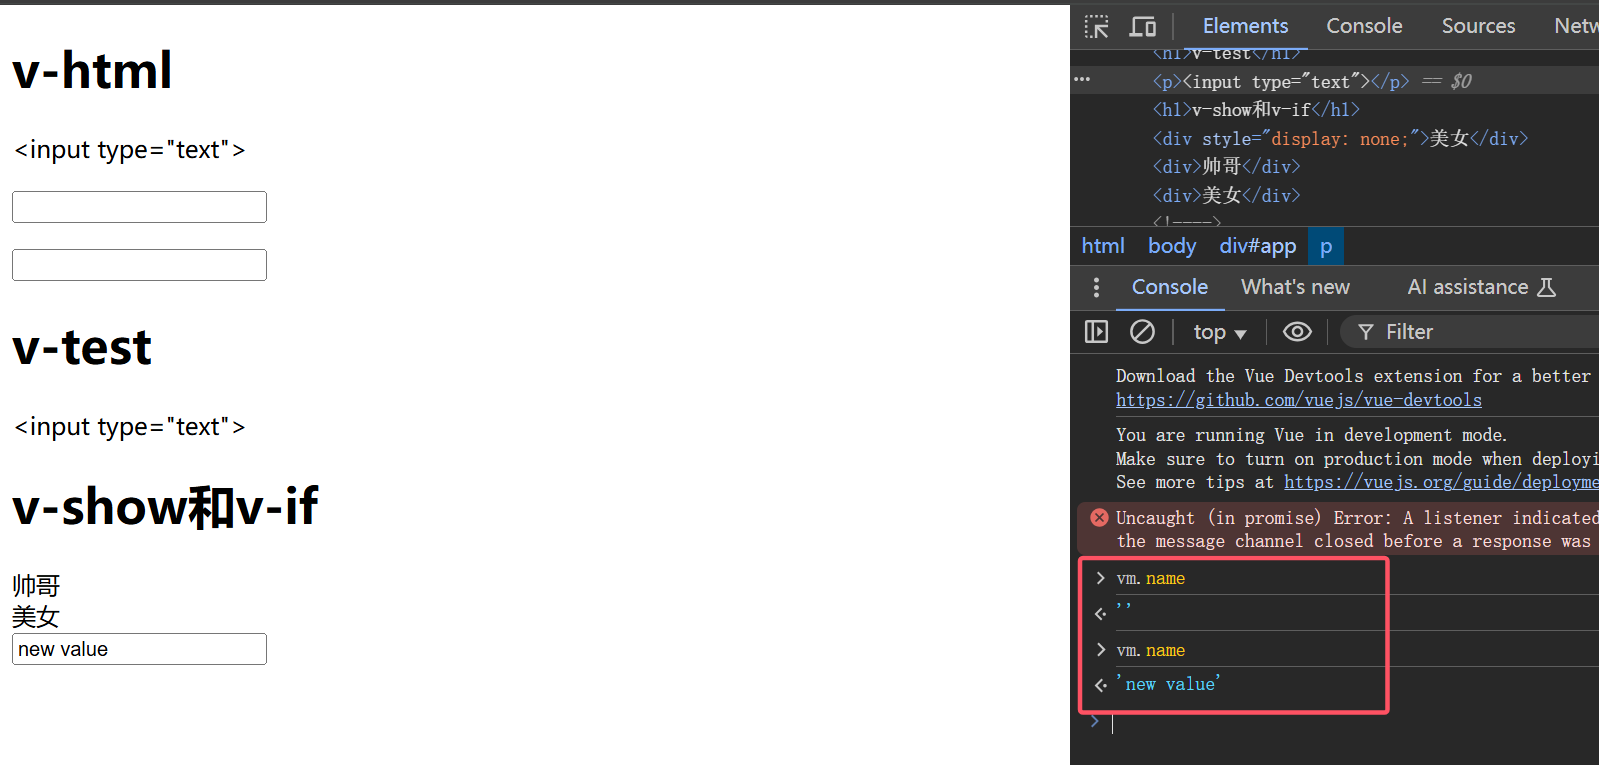 v-html
<input type="text">
v-test
<input type="text">
v-show和v-if
帅哥
美女
new value
Elements Console Sources Netw
<h1>v-test</h1>
··· <p><input type="text"></p> == $0
<h1>v-show和v-if</h1>
<div style="display: none;">美女</div>
<div>帅哥</div>
<div>美女</div>
<!---->
html body div#app p
Console What's new AI assistance
top Filter
Download the Vue Devtools extension for a better
https://github.com/vuejs/vue-devtools
You are running Vue in development mode.
Make sure to turn on production mode when deployi
See more tips at https://vuejs.org/guide/deployme
Uncaught (in promise) Error: A listener indicated
the message channel closed before a response was
> vm.name
''
> vm.name
'new value'
>